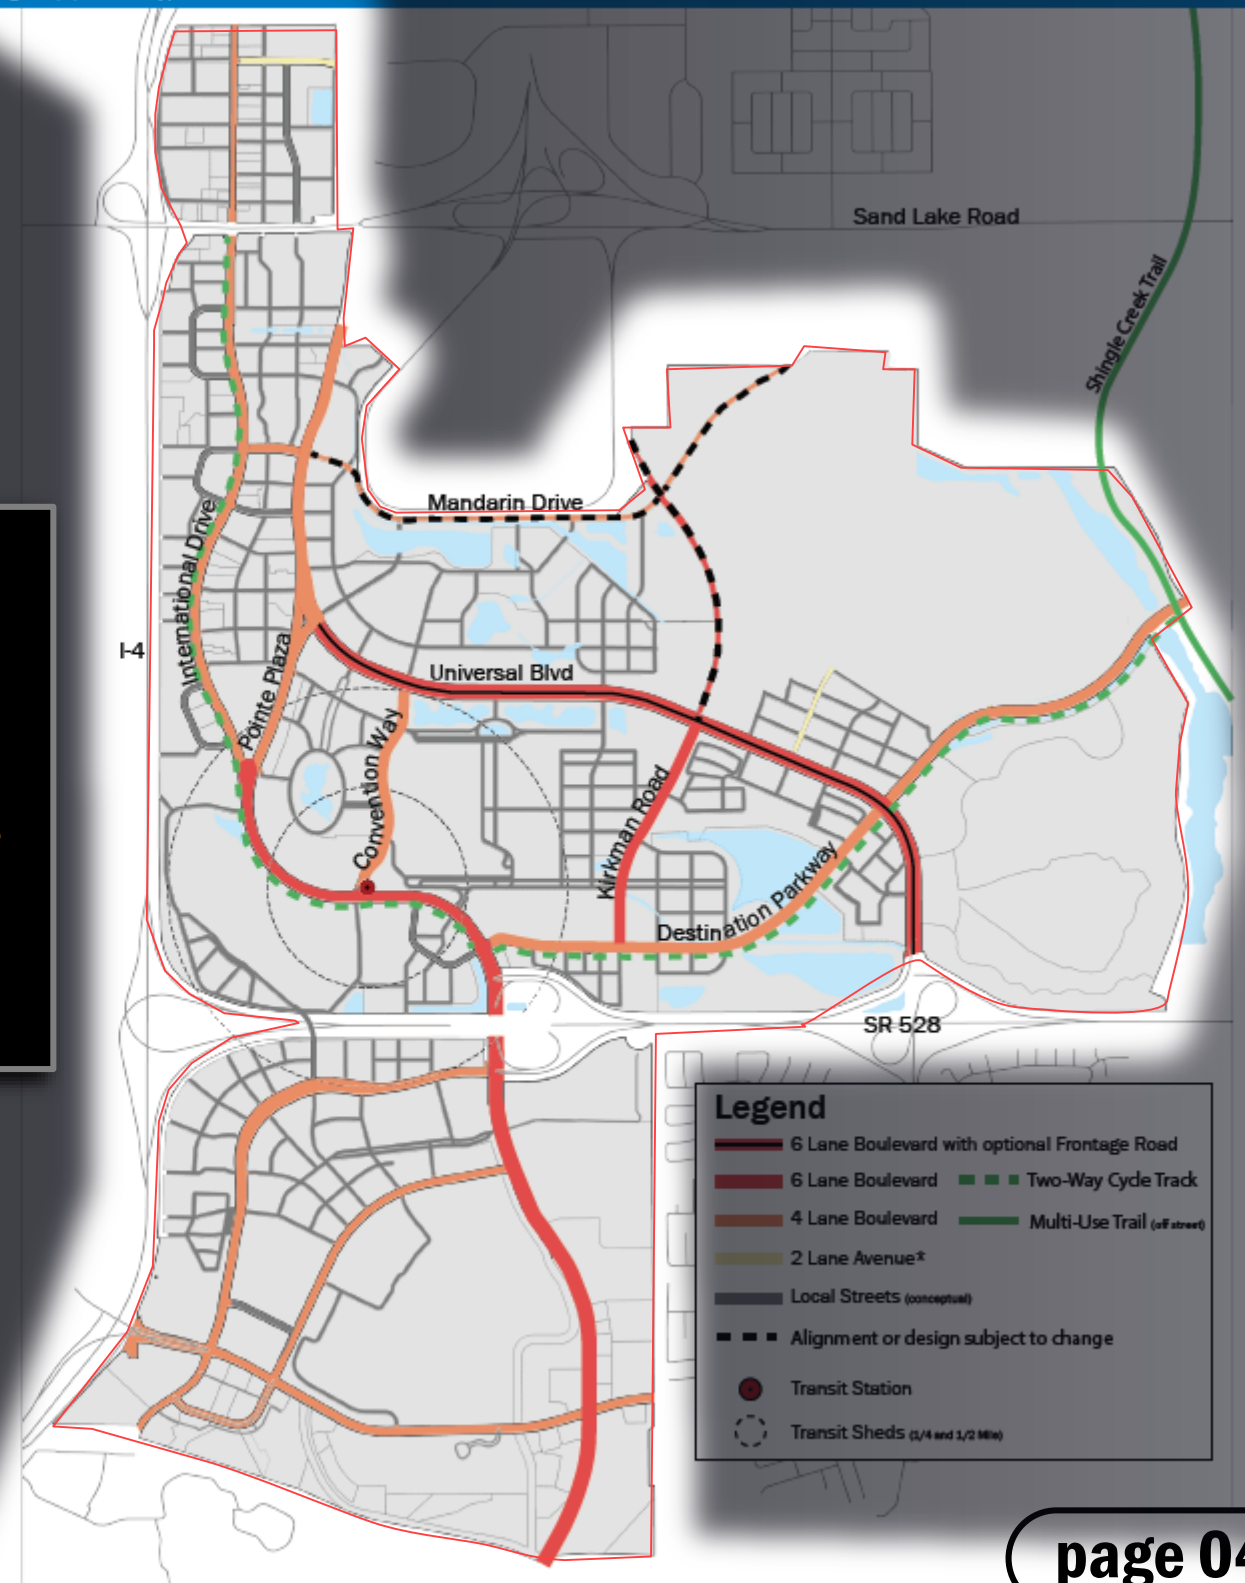 Sand Lake Road
Shingle Creek Trail
Mandarin Drive
International Drive
I-4
Pointe Plaza
Universal Blvd
Convention Way
Kirkman Road
Destination Parkway
SR 528
Legend
6 Lane Boulevard with optional Frontage Road
6 Lane Boulevard
Two-Way Cycle Track
4 Lane Boulevard
Multi-Use Trail (off street)
2 Lane Avenue*
Local Streets (conceptual)
Alignment or design subject to change
Transit Station
Transit Sheds (1/4 and 1/2 Mile)
page 04